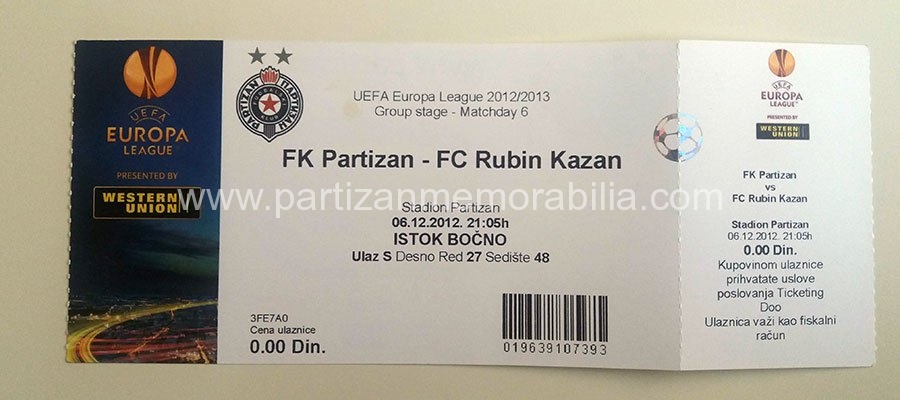 UEFA
EUROPA
LEAGUE
PRESENTED BY
WESTERN
UNION
PARTIZAN
ПАРТИЗАН
UEFA Europa League 2012/2013
Group stage - Matchday 6
FK Partizan - FC Rubin Kazan
www.partizanmemorabilia.com
Stadion Partizan
06.12.2012. 21:05h
ISTOK BOČNO
Ulaz S Desno Red 27 Sedište 48
3FE7A0
Cena ulaznice
0.00 Din.
019639107393
UEFA
EUROPA
LEAGUE
PRESENTED BY
WESTERN
UNION
FK Partizan
vs
FC Rubin Kazan
Stadion Partizan
06.12.2012. 21:05h
0.00 Din.
Kupovinom ulaznice
prihvatate uslove
poslovanja Ticketing
Doo
Ulaznica važi kao fiskalni
račun